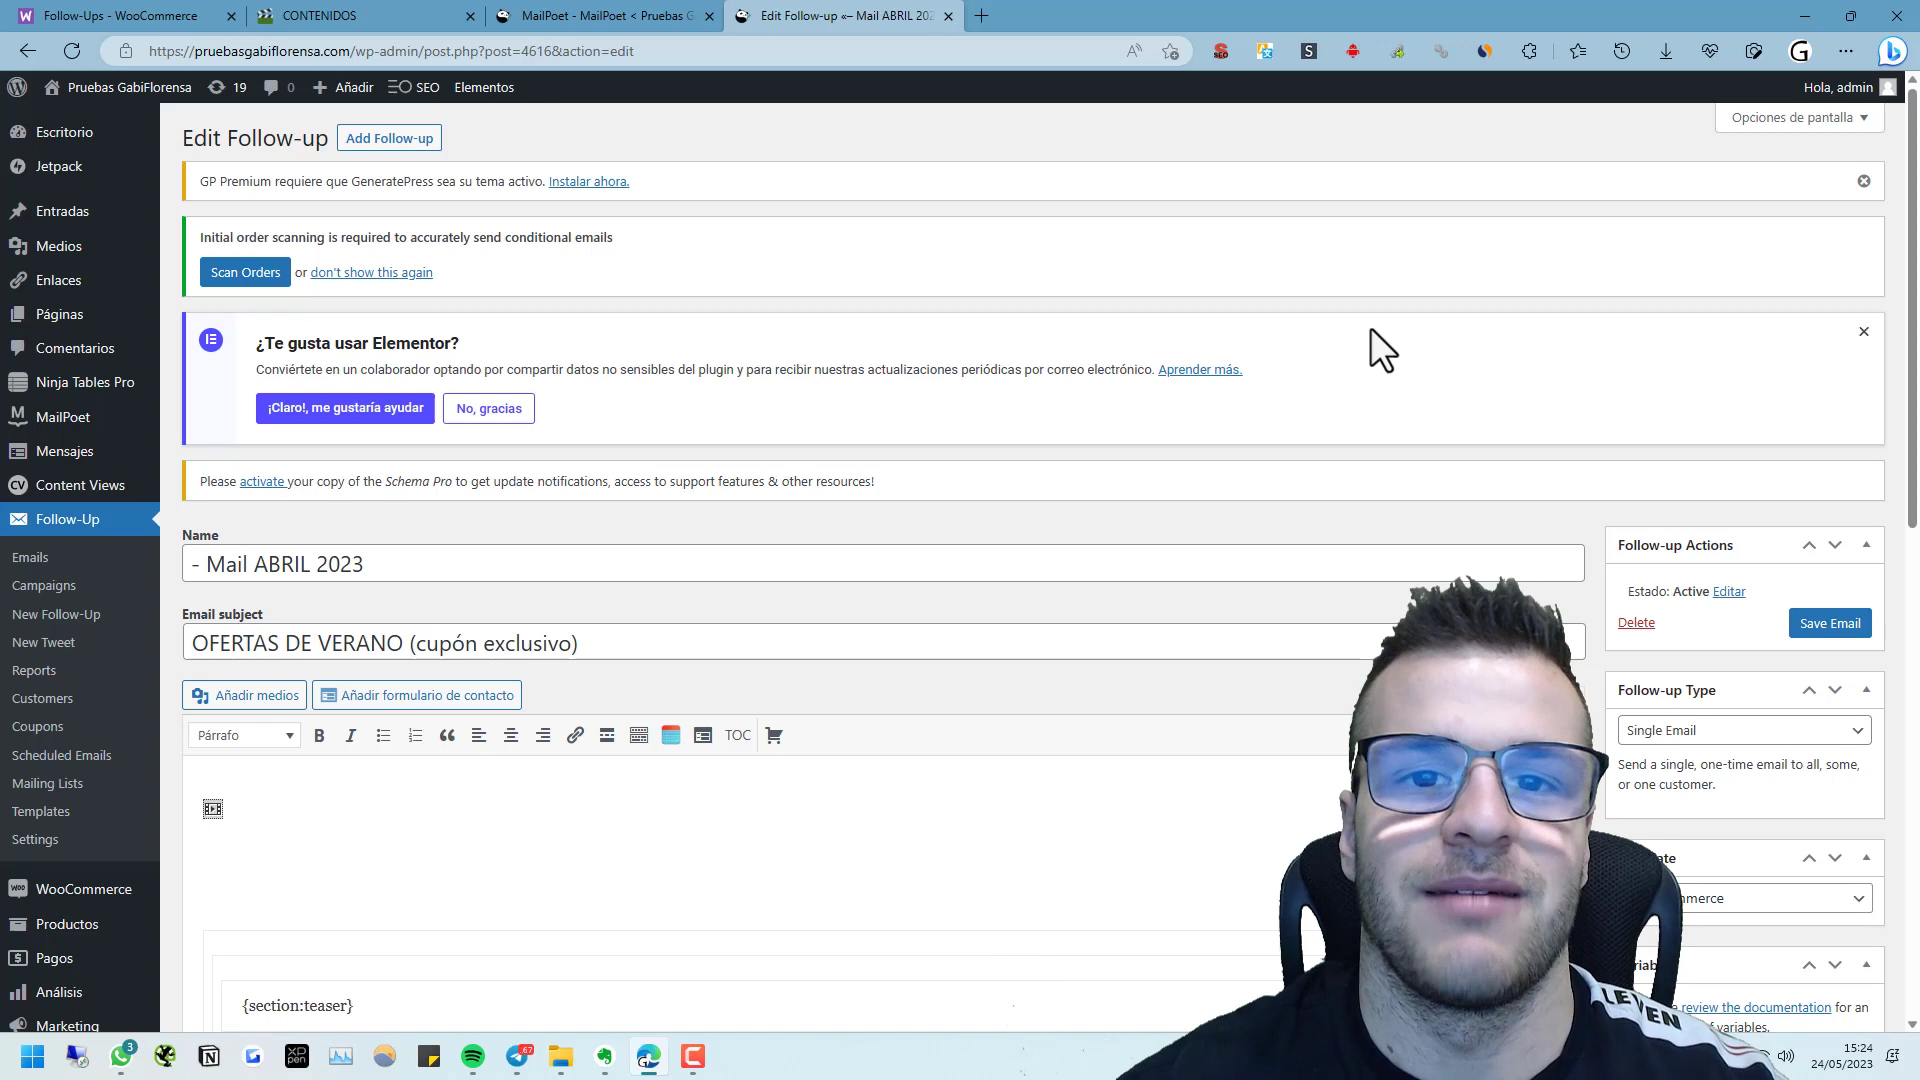 Follow-Ups - WooCommerce
CONTENIDOS
MailPoet - MailPoet < Pruebas G
Edit Follow-up «– Mail ABRIL 202
https://pruebasgabiflorensa.com/wp-admin/post.php?post=4616&action=edit
Pruebas GabiFlorensa
19
0
Añadir
SEO
Elementos
Hola, admin
Escritorio
Jetpack
Entradas
Medios
Enlaces
Páginas
Comentarios
Ninja Tables Pro
MailPoet
Mensajes
Content Views
Follow-Up
Emails
Campaigns
New Follow-Up
New Tweet
Reports
Customers
Coupons
Scheduled Emails
Mailing Lists
Templates
Settings
WooCommerce
Productos
Pagos
Análisis
Marketing
Edit Follow-up
Add Follow-up
Opciones de pantalla
GP Premium requiere que GeneratePress sea su tema activo. Instalar ahora.
Initial order scanning is required to accurately send conditional emails
Scan Orders or don't show this again
¿Te gusta usar Elementor?
Conviértete en un colaborador optando por compartir datos no sensibles del plugin y para recibir nuestras actualizaciones periódicas por correo electrónico. Aprender más.
¡Claro!, me gustaría ayudar
No, gracias
Please activate your copy of the Schema Pro to get update notifications, access to support features & other resources!
Name
- Mail ABRIL 2023
Email subject
OFERTAS DE VERANO (cupón exclusivo)
Añadir medios
Añadir formulario de contacto
Párrafo
B
I
TOC
{section:teaser}
Follow-up Actions
Estado: Active Editar
Delete
Save Email
Follow-up Type
Single Email
Send a single, one-time email to all, some,
or one customer.
ate
mmerce
riab
review the documentation for an
f variables.
LEVEN
3
67
XP
PEN
15:24
24/05/2023